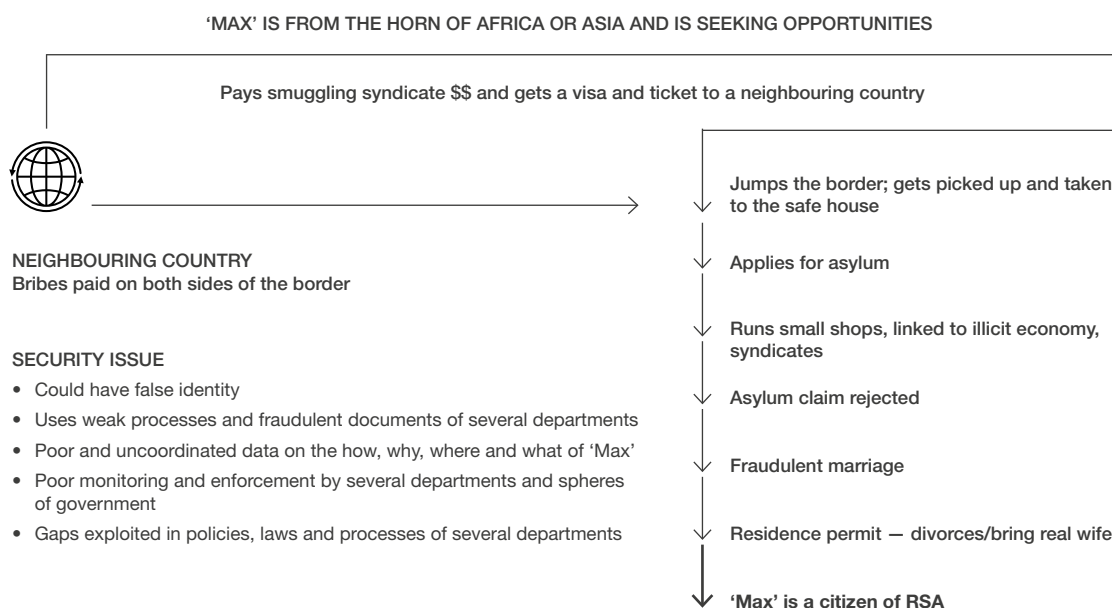 ‘MAX’ IS FROM THE HORN OF AFRICA OR ASIA AND IS SEEKING OPPORTUNITIES
Pays smuggling syndicate $$ and gets a visa and ticket to a neighbouring country
NEIGHBOURING COUNTRY
Bribes paid on both sides of the border
SECURITY ISSUE
• Could have false identity
• Uses weak processes and fraudulent documents of several departments
• Poor and uncoordinated data on the how, why, where and what of ‘Max’
• Poor monitoring and enforcement by several departments and spheres
of government
• Gaps exploited in policies, laws and processes of several departments
Jumps the border; gets picked up and taken
to the safe house
Applies for asylum
Runs small shops, linked to illicit economy,
syndicates
Asylum claim rejected
Fraudulent marriage
Residence permit — divorces/bring real wife
‘Max’ is a citizen of RSA